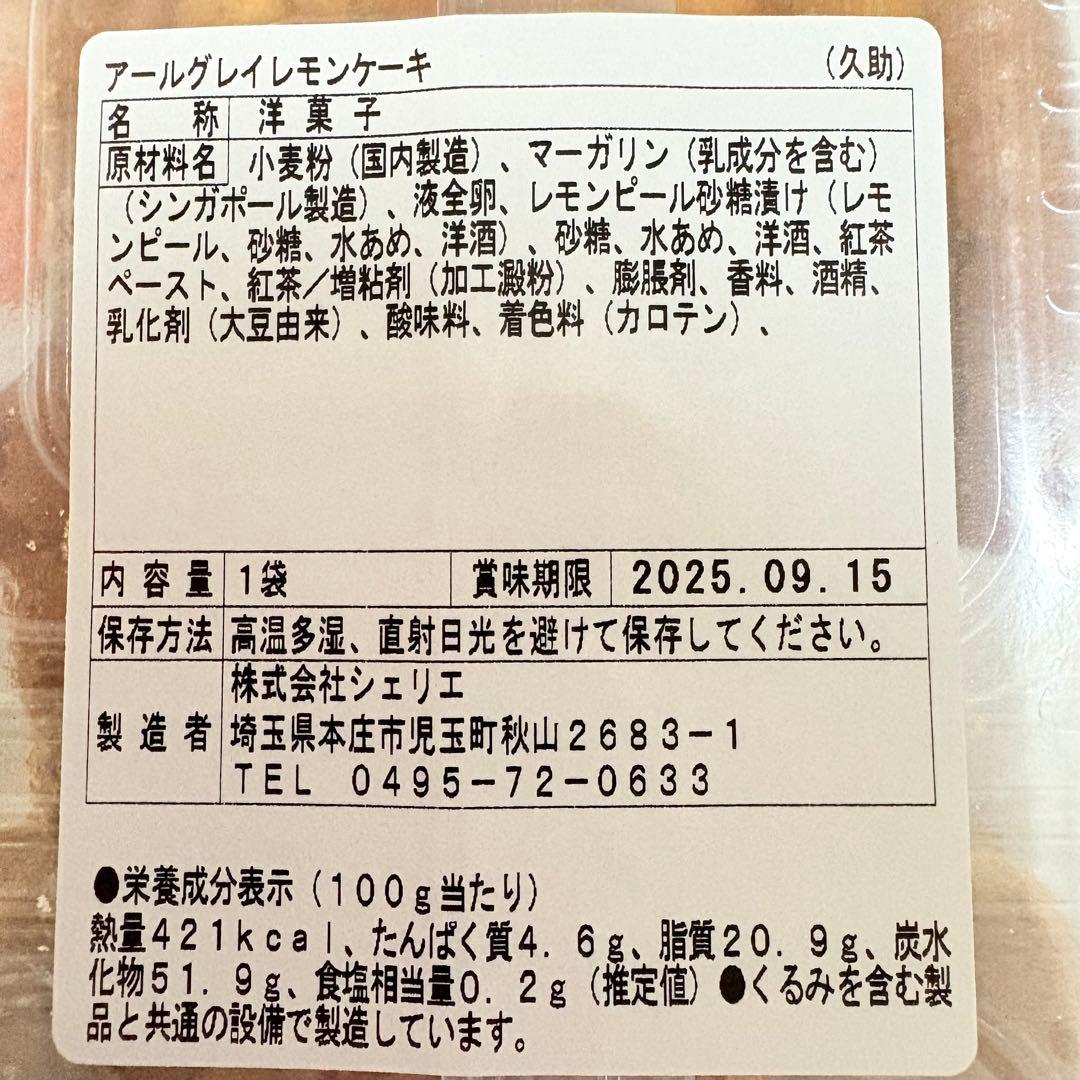 アールグレイレモンケーキ （久助）
名称 洋菓子
原材料名 小麦粉（国内製造）、マーガリン（乳成分を含む）
（シンガポール製造）、液全卵、レモンピール砂糖漬け（レモ
ンピール、砂糖、水あめ、洋酒）、砂糖、水あめ、洋酒、紅茶
ペースト、紅茶／増粘剤（加工澱粉）、膨脹剤、香料、酒精、
乳化剤（大豆由来）、酸味料、着色料（カロテン）、
内容量 1袋 賞味期限 2025.09.15
保存方法 高温多湿、直射日光を避けて保存してください。
株式会社シェリエ
製造者 埼玉県本庄市児玉町秋山２６８３－１
ＴＥＬ ０４９５－７２－０６３３
●栄養成分表示（１００ｇ当たり）
熱量４２１ｋｃａｌ、たんぱく質４．６ｇ、脂質２０．９ｇ、炭水
化物５１．９ｇ、食塩相当量０．２ｇ（推定値）●くるみを含む製
品と共通の設備で製造しています。